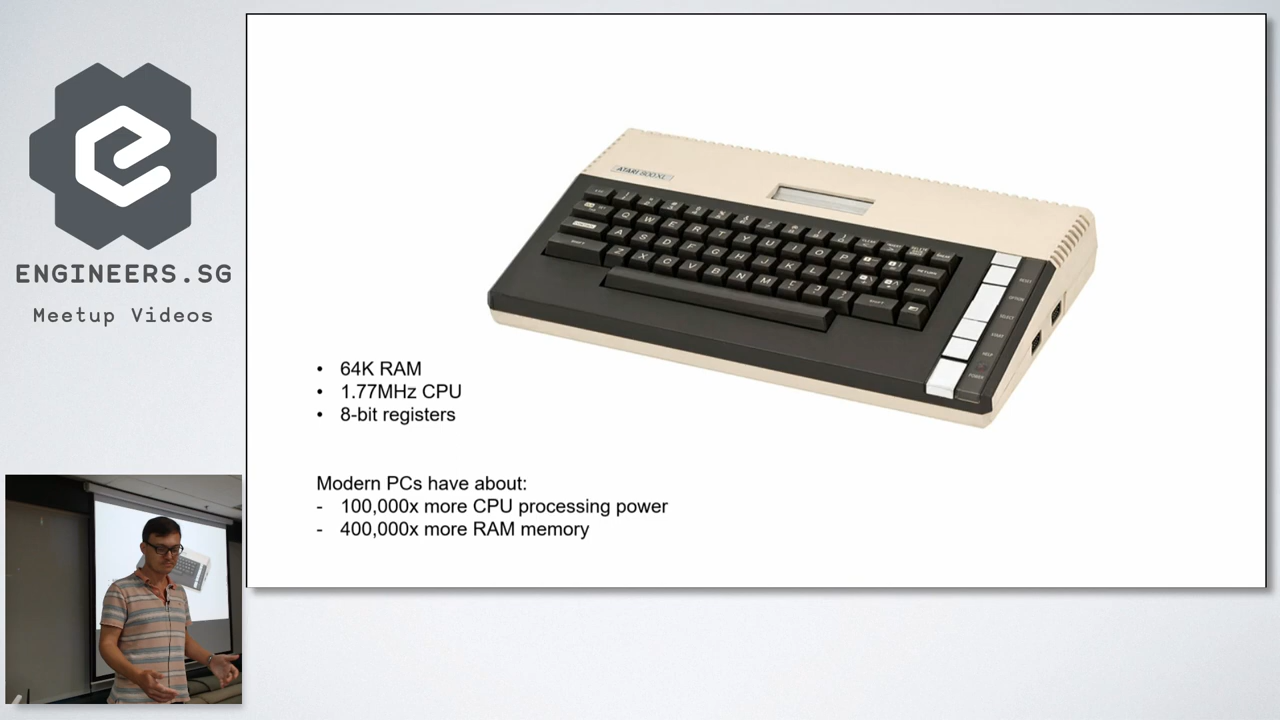 ENGINEERS.SG
Meetup Videos
ATARI 800XL
• 64K RAM
• 1.77MHz CPU
• 8-bit registers
Modern PCs have about:
- 100,000x more CPU processing power
- 400,000x more RAM memory